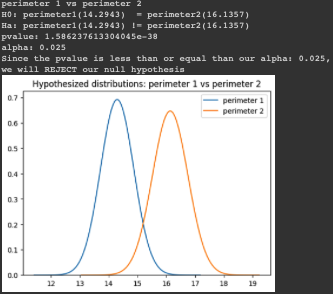 perimeter 1 vs perimeter 2
H0: perimeter1(14.2943)  = perimeter2(16.1357)
Ha: perimeter1(14.2943) != perimeter2(16.1357)
pvalue: 1.586237613304045e-38
alpha: 0.025
Since the pvalue is less than or equal than our alpha: 0.025,
we will REJECT our null hypothesis
Hypothesized distributions: perimeter 1 vs perimeter 2
perimeter 1
perimeter 2
0.7
0.6
0.5
0.4
0.3
0.2
0.1
0.0
12 13 14 15 16 17 18 19